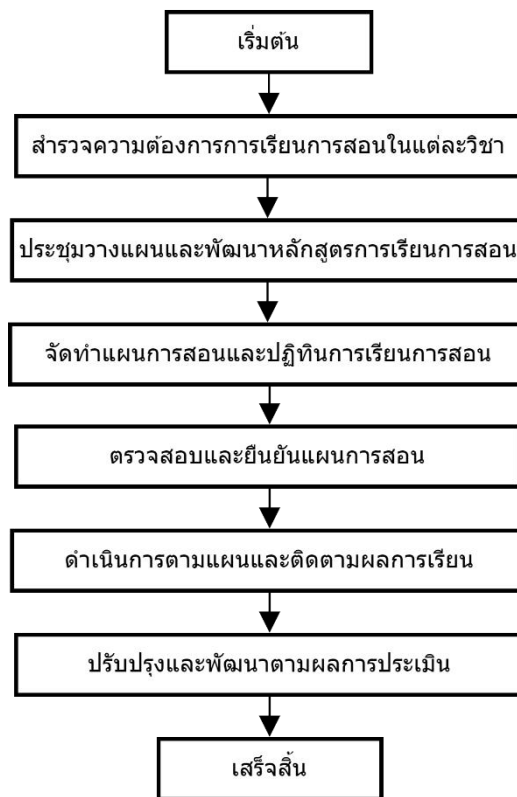 เริ่มต้น
สำรวจความต้องการการเรียนการสอนในแต่ละวิชา
ประชุมวางแผนและพัฒนาหลักสูตรการเรียนการสอน
จัดทำแผนการสอนและปฏิทินการเรียนการสอน
ตรวจสอบและยืนยันแผนการสอน
ดำเนินการตามแผนและติดตามผลการเรียน
ปรับปรุงและพัฒนาตามผลการประเมิน
เสร็จสิ้น